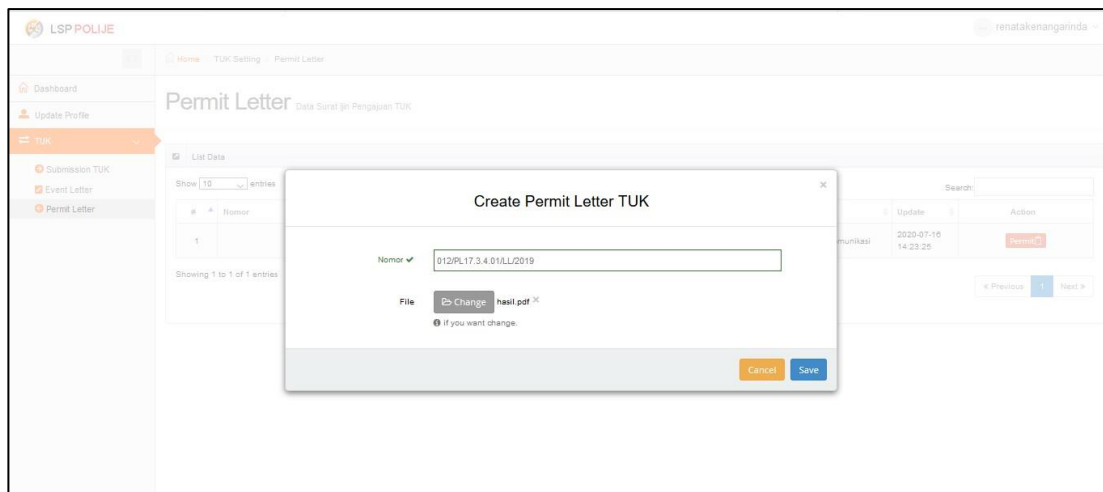 LSP POLIJE
renatakenangarinda
Home TUK Setting Permit Letter
Dashboard
Update Profile
TUK
Submission TUK
Event Letter
Permit Letter
Permit Letter Data Surat Ijin Pengajuan TUK
List Data
Show 10 entries
Search:
# Nomor Update Action
1 munikasi 2020-07-16 14:23:25 Permit
Showing 1 to 1 of 1 entries
« Previous 1 Next »
Create Permit Letter TUK
×
Nomor ✔ 012/PL17.3.4.01/LL/2019
File Change hasil.pdf ×
if you want change.
Cancel Save